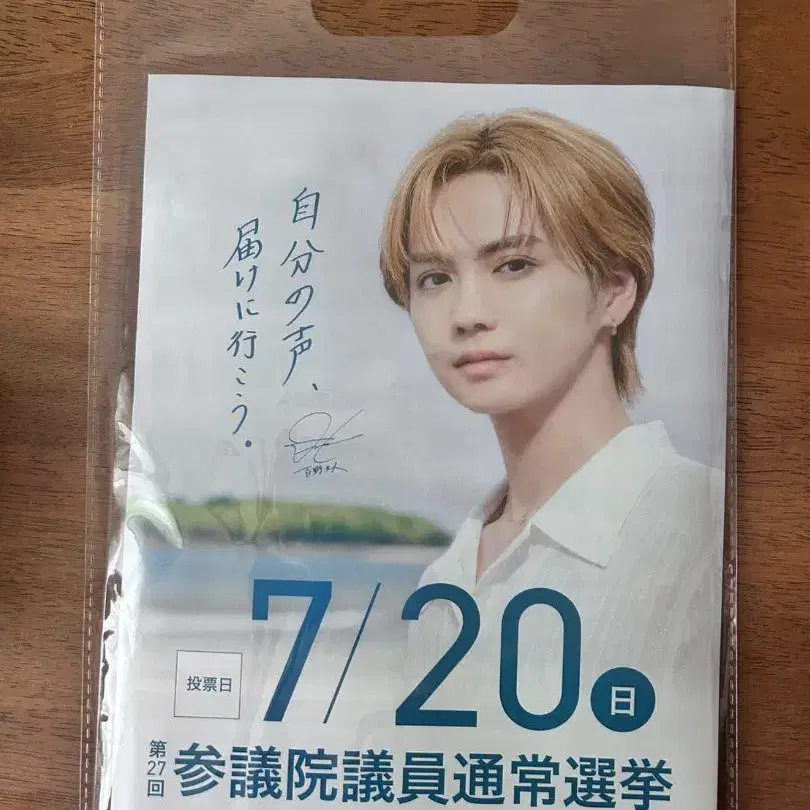 自分の声、
届けに行こう。
7/20日
投票日
第27回
参議院議員通常選挙